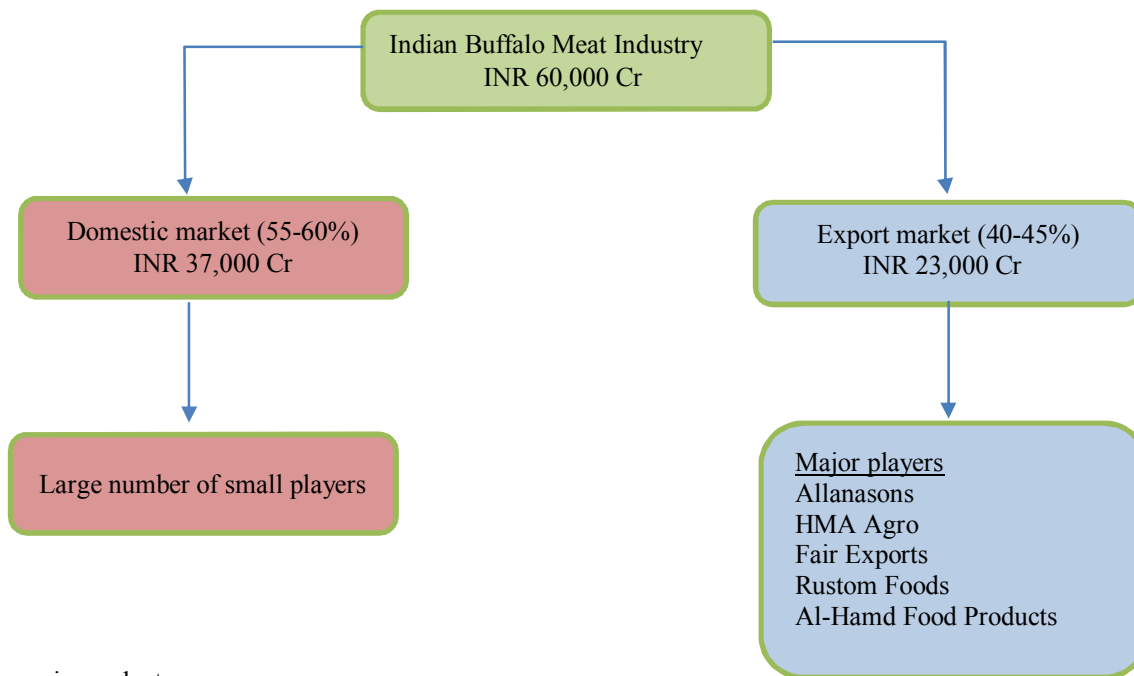 Indian Buffalo Meat Industry
INR 60,000 Cr
Domestic market (55-60%)
INR 37,000 Cr
Export market (40-45%)
INR 23,000 Cr
Large number of small players
Major players
Allanasons
HMA Agro
Fair Exports
Rustom Foods
Al-Hamd Food Products